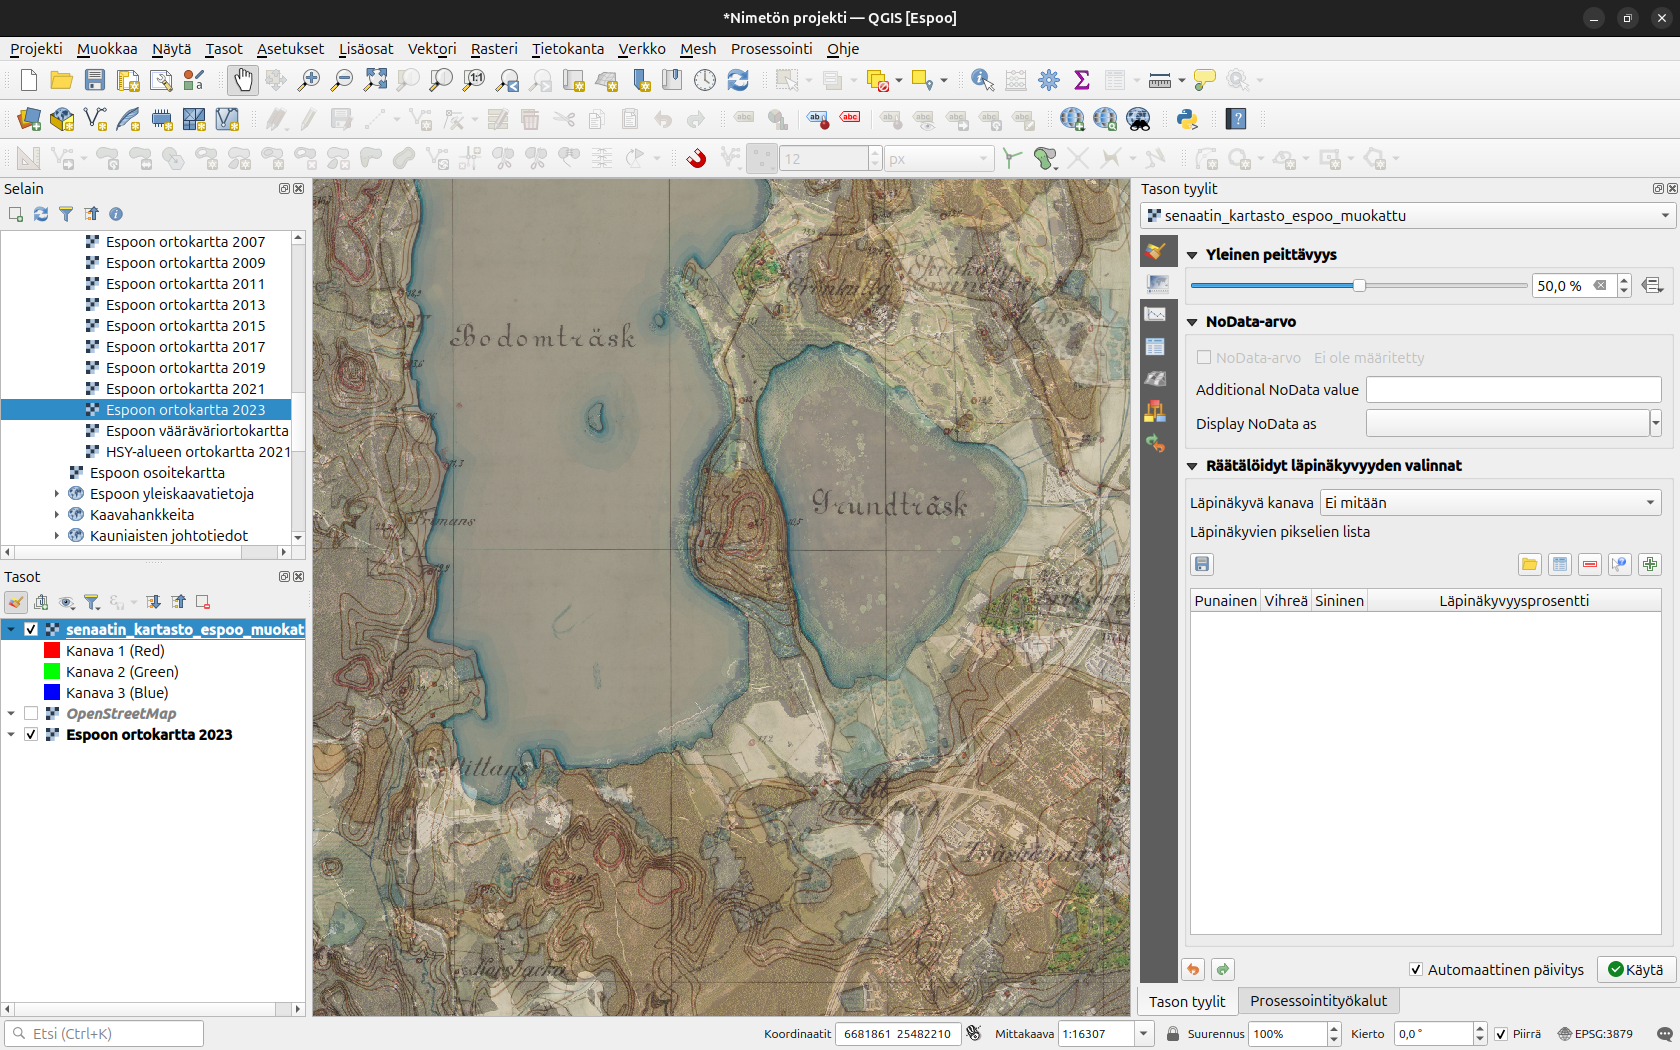 *Nimetön projekti — QGIS [Espoo]
Projekti Muokkaa Näytä Tasot Asetukset Lisäosat Vektori Rasteri Tietokanta Verkko Mesh Prosessointi Ohje
12 px
Selain
Espoon ortokartta 2007
Espoon ortokartta 2009
Espoon ortokartta 2011
Espoon ortokartta 2013
Espoon ortokartta 2015
Espoon ortokartta 2017
Espoon ortokartta 2019
Espoon ortokartta 2021
Espoon ortokartta 2023
Espoon vääräväriortokartta
HSY-alueen ortokartta 2021
Espoon osoitekartta
Espoon yleiskaavatietoja
Kaavahankkeita
Kauniaisten johtotiedot
Tasot
senaatin_kartasto_espoo_muokat
Kanava 1 (Red)
Kanava 2 (Green)
Kanava 3 (Blue)
OpenStreetMap
Espoon ortokartta 2023
Etsi (Ctrl+K)
Bodomträsk
Grundträsk
Oittans
Träskända
Korsbacka
Tason tyylit
senaatin_kartasto_espoo_muokattu
Yleinen peittävyys
50,0 %
NoData-arvo
NoData-arvo Ei ole määritetty
Additional NoData value
Display NoData as
Räätälöidyt läpinäkyvyyden valinnat
Läpinäkyvä kanava Ei mitään
Läpinäkyvien pikselien lista
Punainen Vihreä Sininen Läpinäkyvyysprosentti
Automaattinen päivitys Käytä
Tason tyylit Prosessointityökalut
Koordinaatit 6681861 25482210 Mittakaava 1:16307 Suurennus 100% Kierto 0,0 ° Piirrä EPSG:3879